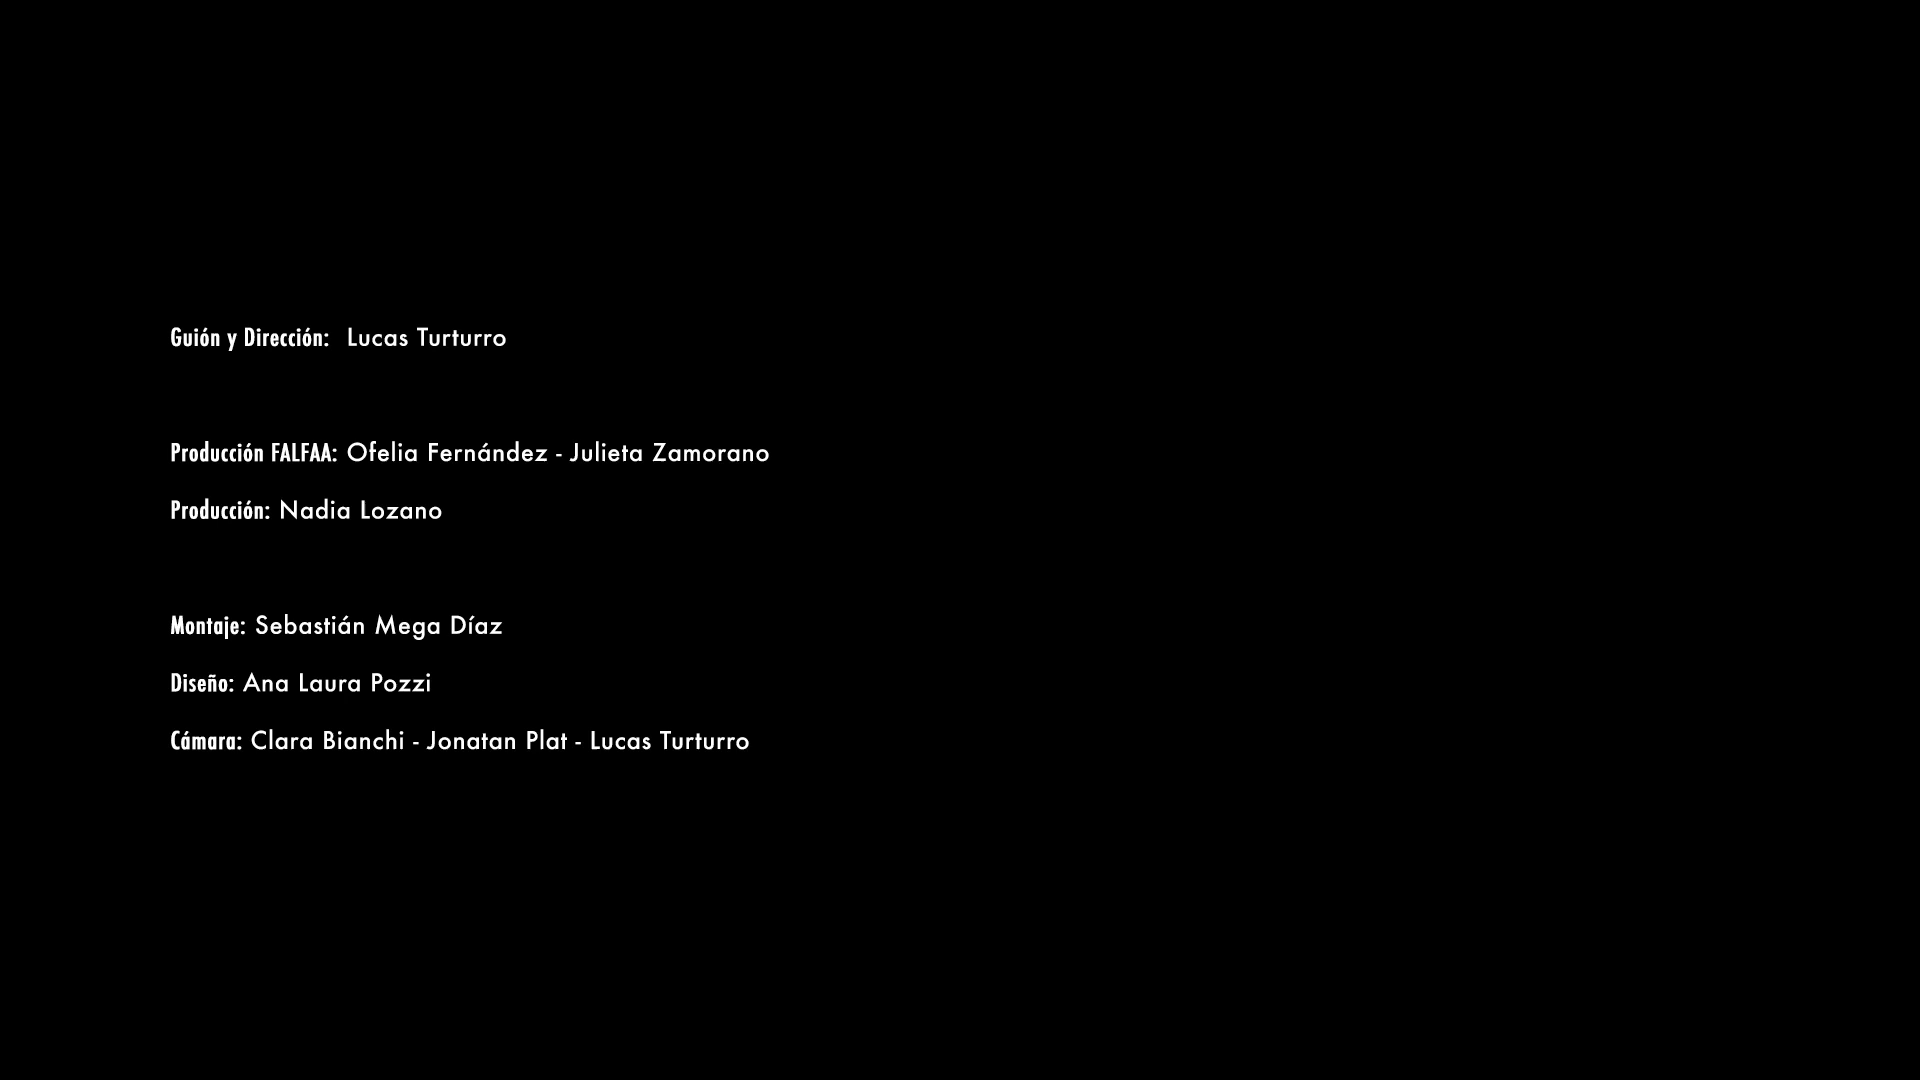 Guión y Dirección: Lucas Turturro
Producción FALFAA: Ofelia Fernández - Julieta Zamorano
Producción: Nadia Lozano
Montaje: Sebastián Mega Díaz
Diseño: Ana Laura Pozzi
Cámara: Clara Bianchi - Jonatan Plat - Lucas Turturro